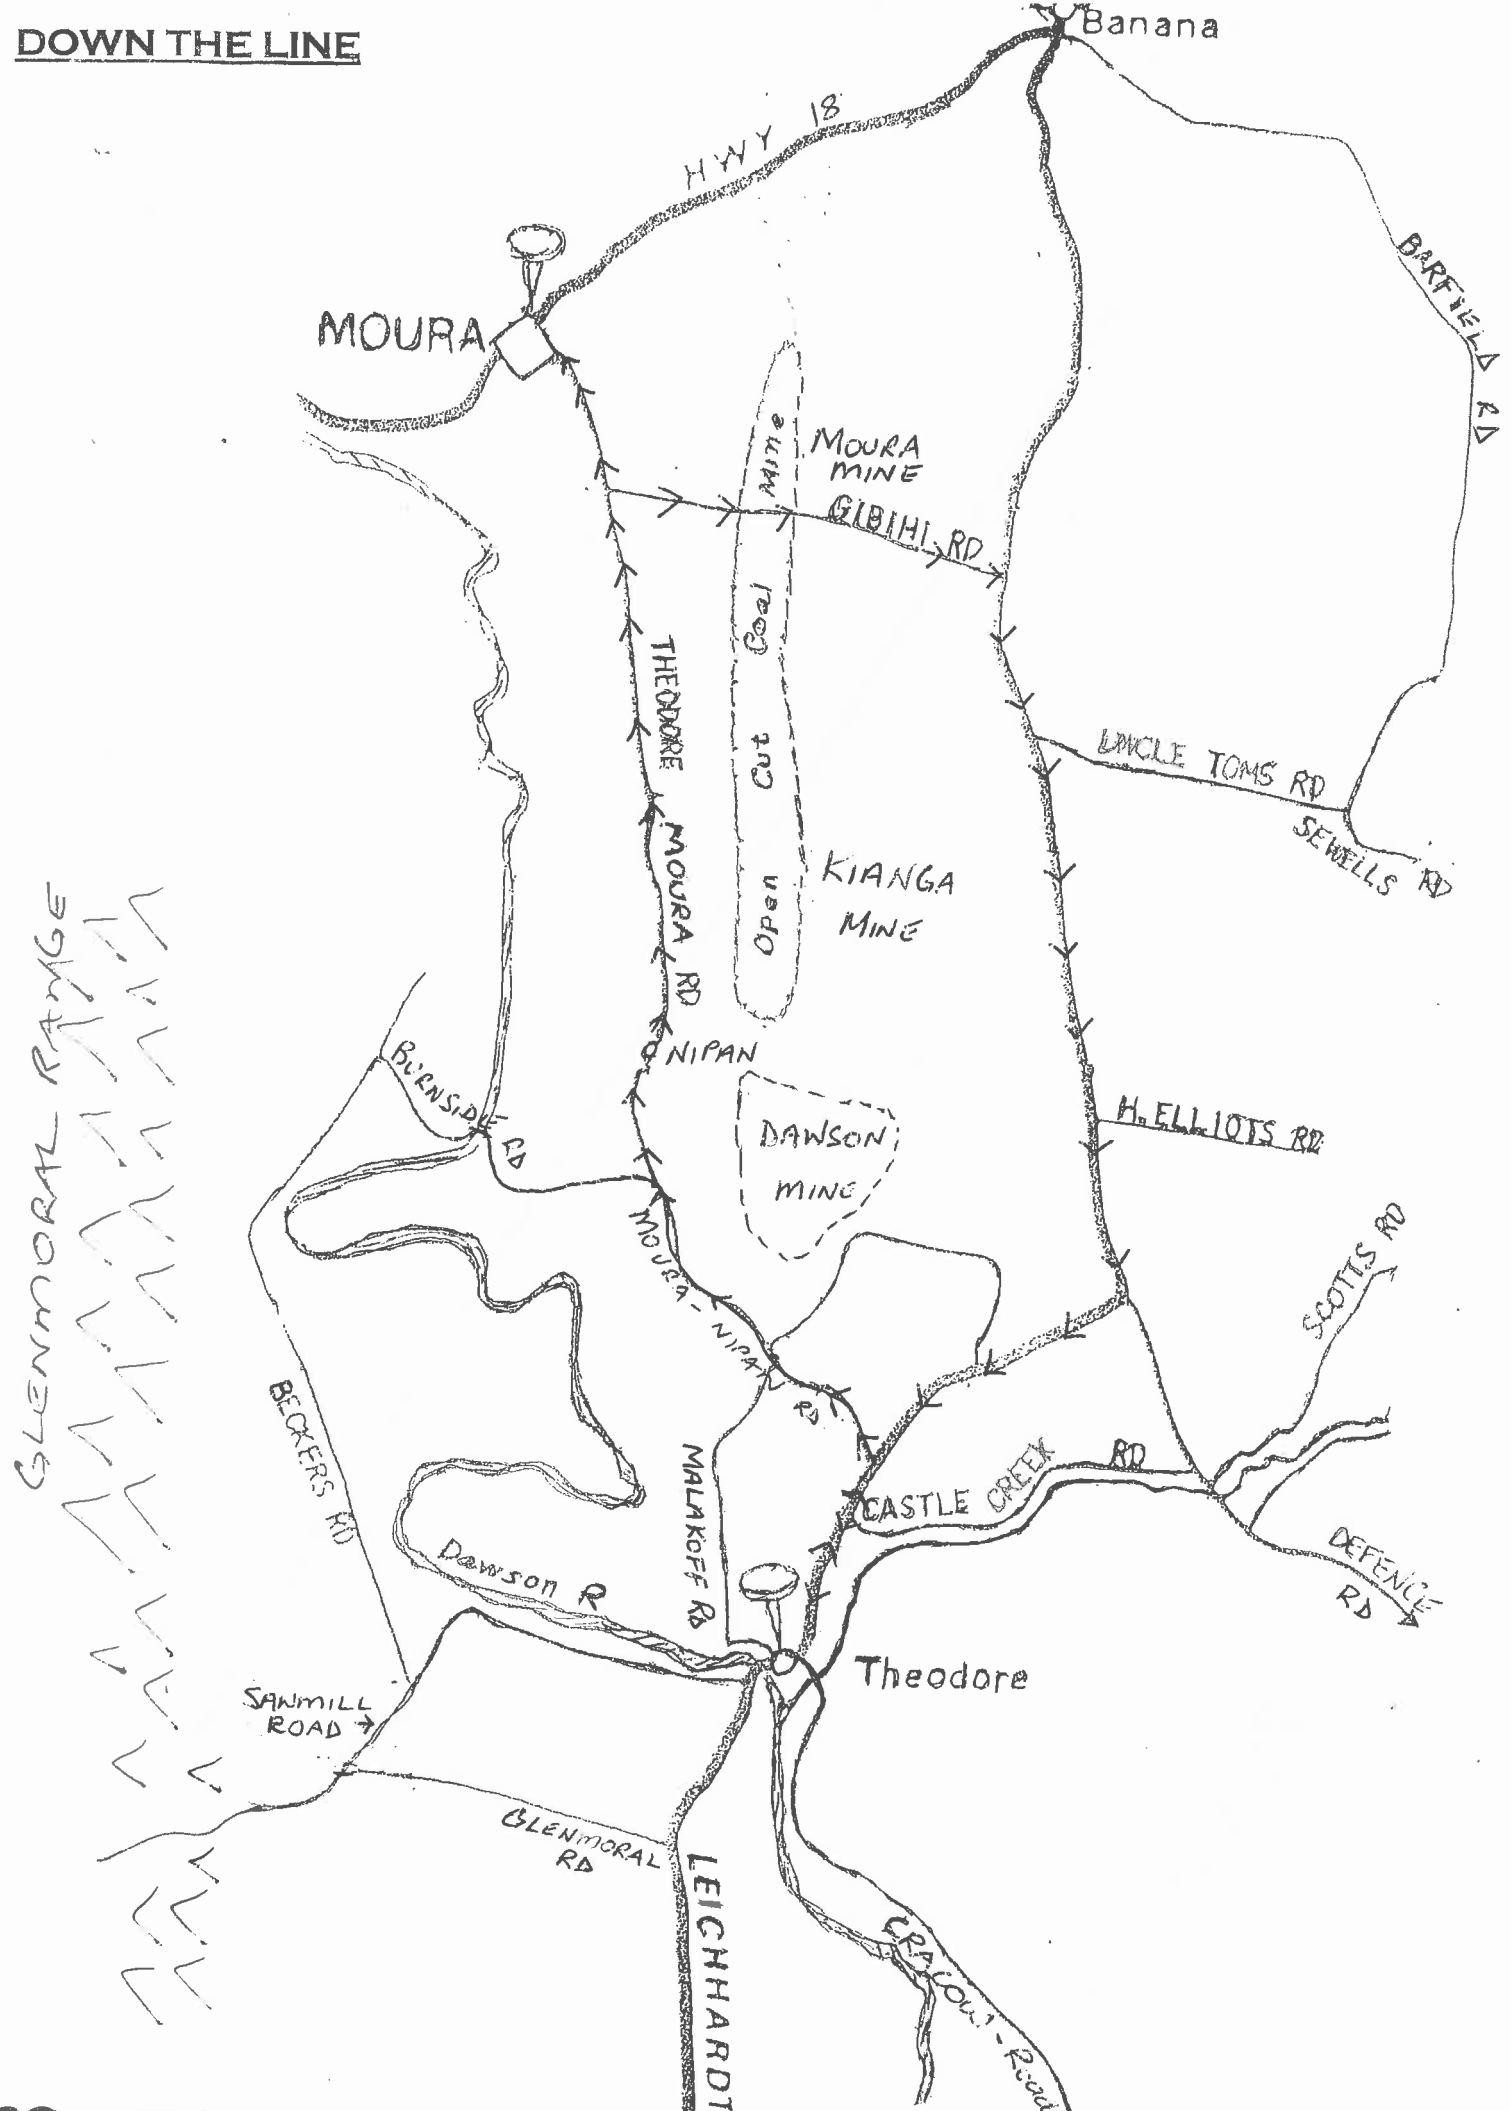 DOWN THE LINE
Banana
HWY 18
MOURA
BARFIELD RD
MOURA
MINE
GIBIHI RD
Open Cut Coal Mine
THEODORE MOURA RD
UNCLE TOMS RD
SEWELLS RD
KIANGA
MINE
GLENMORAL RANGE
NIPAN
BURNSIDE RD
DAWSON
MINE
H. ELLIOTS RD
MOURA - NIPAN RD
SCOTTS RD
BECKERS RD
MALAKOFF RD
CASTLE CREEK RD
Dawson R
DEFENCE
RD
Theodore
SAWMILL
ROAD
GLENMORAL
RD
LEICHHARDT
CRACOW - Road